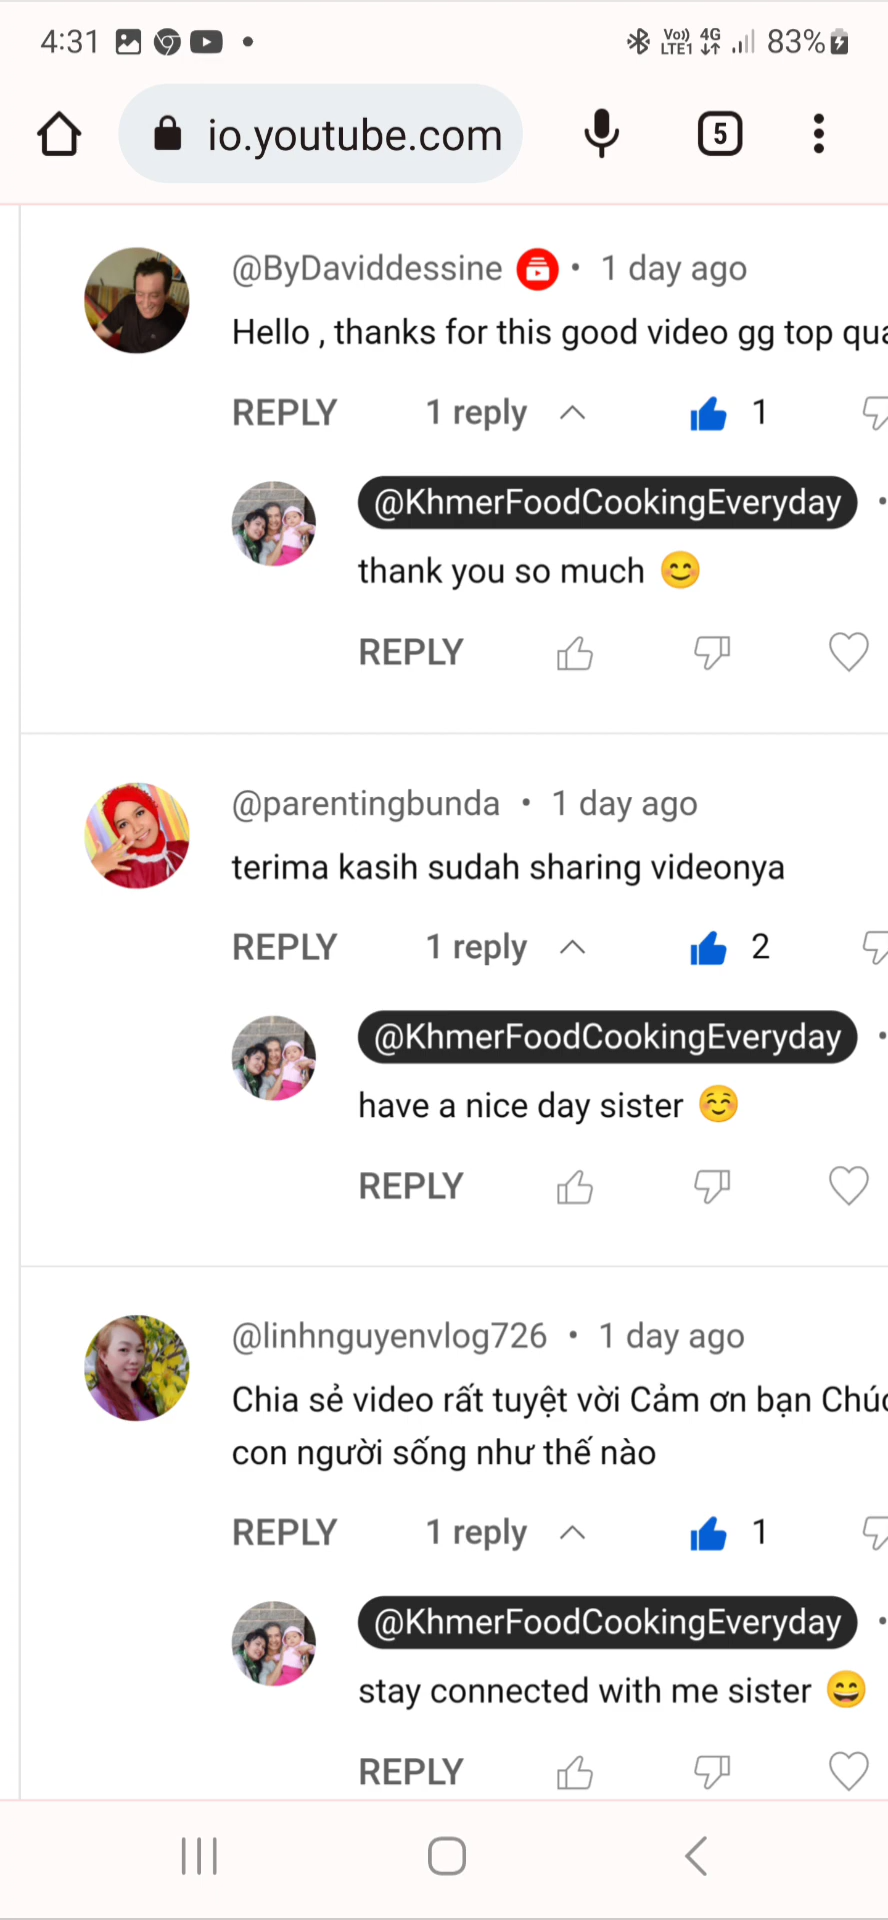 4:31
Vo)) LTE1 4G 83%
io.youtube.com 5
@ByDaviddessine • 1 day ago
Hello , thanks for this good video gg top
REPLY 1 reply 1
@KhmerFoodCookingEveryday •
thank you so much 😊
REPLY
@parentingbunda • 1 day ago
terima kasih sudah sharing videonya
REPLY 1 reply 2
@KhmerFoodCookingEveryday •
have a nice day sister ☺️
REPLY
@linhnguyenvlog726 • 1 day ago
Chia sẻ video rất tuyệt vời Cảm ơn bạn Chúc
con người sống như thế nào
REPLY 1 reply 1
@KhmerFoodCookingEveryday •
stay connected with me sister 😄
REPLY